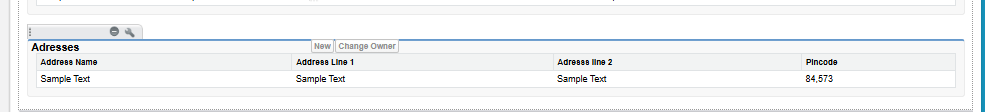 Adresses
New
Change Owner
Address Name Address Line 1 Adresss line 2 Pincode
Sample Text Sample Text Sample Text 84,573